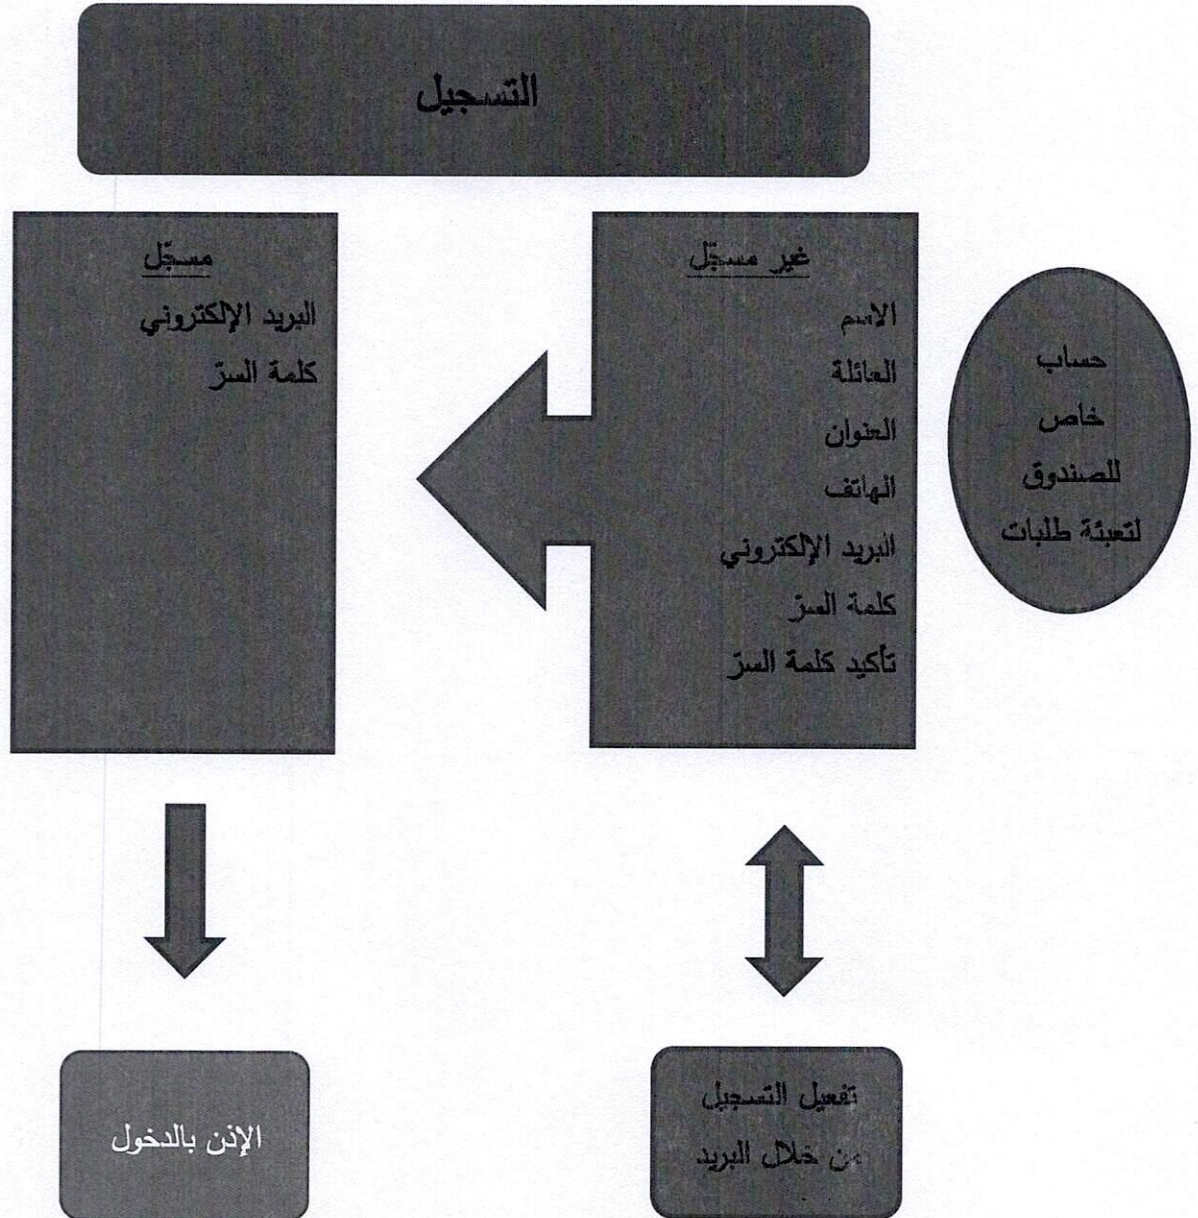 التسجيل
غير مسجّل
الاسم
العائلة
العنوان
الهاتف
البريد الإلكتروني
كلمة السرّ
تأكيد كلمة السرّ
حساب
خاص
للصندوق
لتعبئة طلبات
مسجّل
البريد الإلكتروني
كلمة السرّ
تفعيل التسجيل
من خلال البريد
الإذن بالدخول